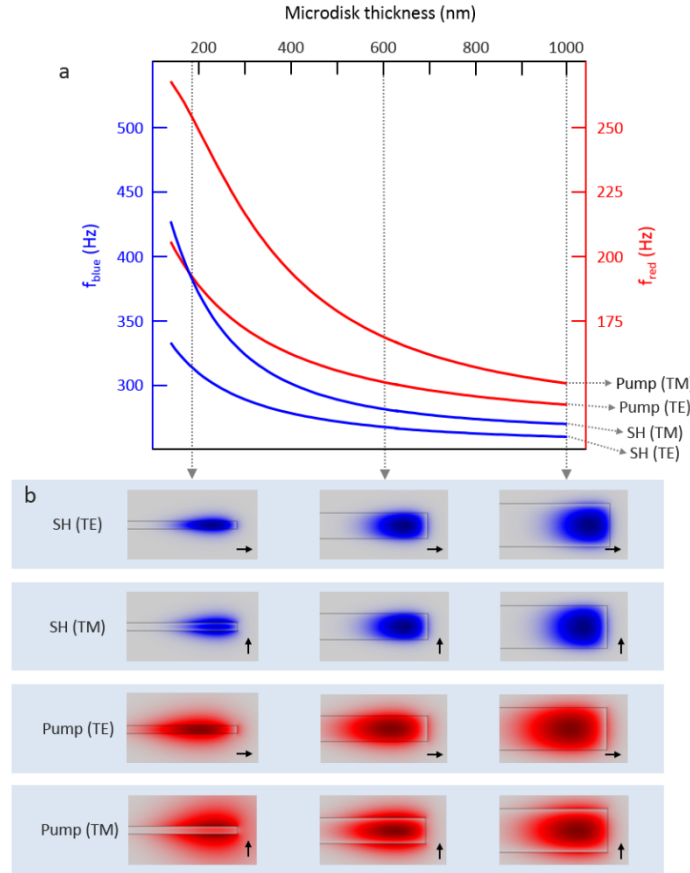 Microdisk thickness (nm)
200 400 600 800 1000
a
500
450
400
350
300
f_blue (Hz)
250
225
200
175
f_red (Hz)
Pump (TM)
Pump (TE)
SH (TM)
SH (TE)
b
SH (TE)
SH (TM)
Pump (TE)
Pump (TM)